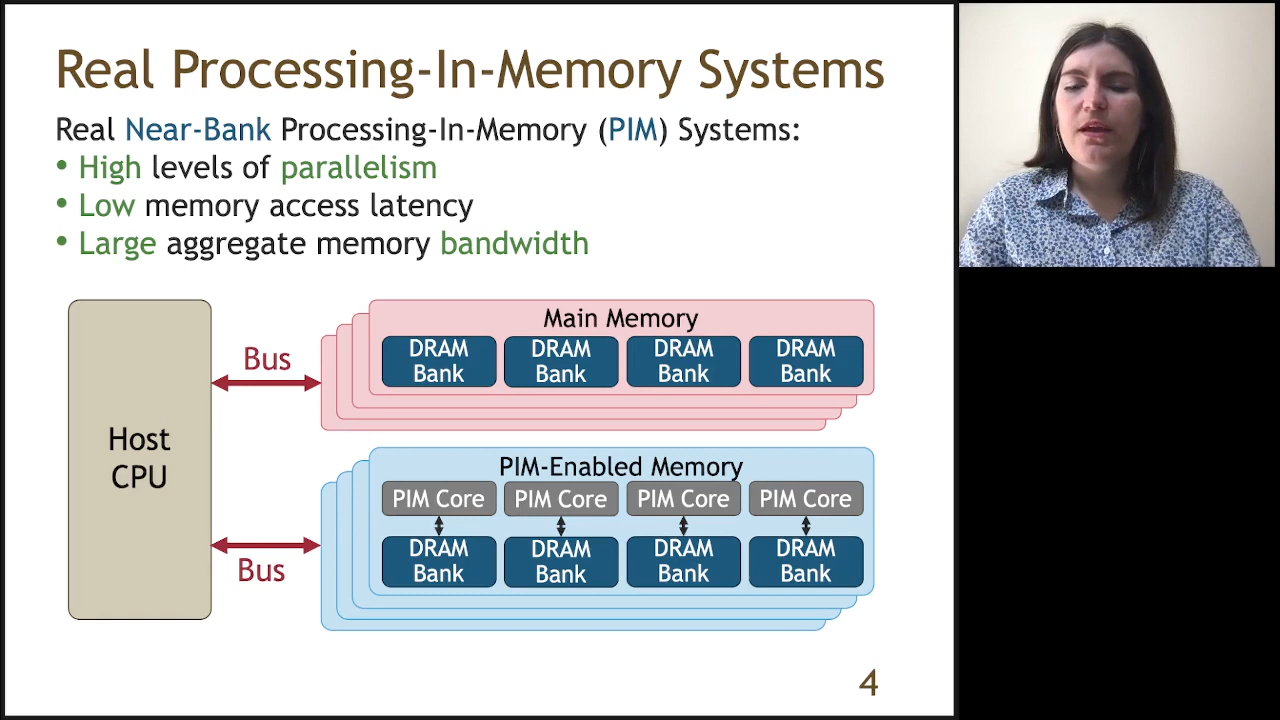 Real Processing-In-Memory Systems
Real Near-Bank Processing-In-Memory (PIM) Systems:
• High levels of parallelism
• Low memory access latency
• Large aggregate memory bandwidth
Host
CPU
Bus
Main Memory
DRAM
Bank
DRAM
Bank
DRAM
Bank
DRAM
Bank
Bus
PIM-Enabled Memory
PIM Core
PIM Core
PIM Core
PIM Core
DRAM
Bank
DRAM
Bank
DRAM
Bank
DRAM
Bank
4